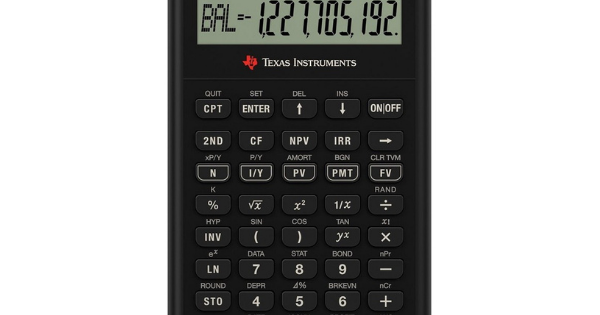 BAL=-1,227,705,192.
TEXAS INSTRUMENTS
QUIT SET DEL INS
CPT ENTER ↑ ↓ ON|OFF
2ND CF NPV IRR →
xP/Y P/Y AMORT BGN CLR TVM
N I/Y PV PMT FV
K RAND
% √x x² 1/x ÷
HYP SIN COS TAN x!
INV ( ) yˣ ×
eˣ DATA STAT BOND nPr
LN 7 8 9 −
ROUND DEPR Δ% BRKEVN nCr
STO 4 5 6 +